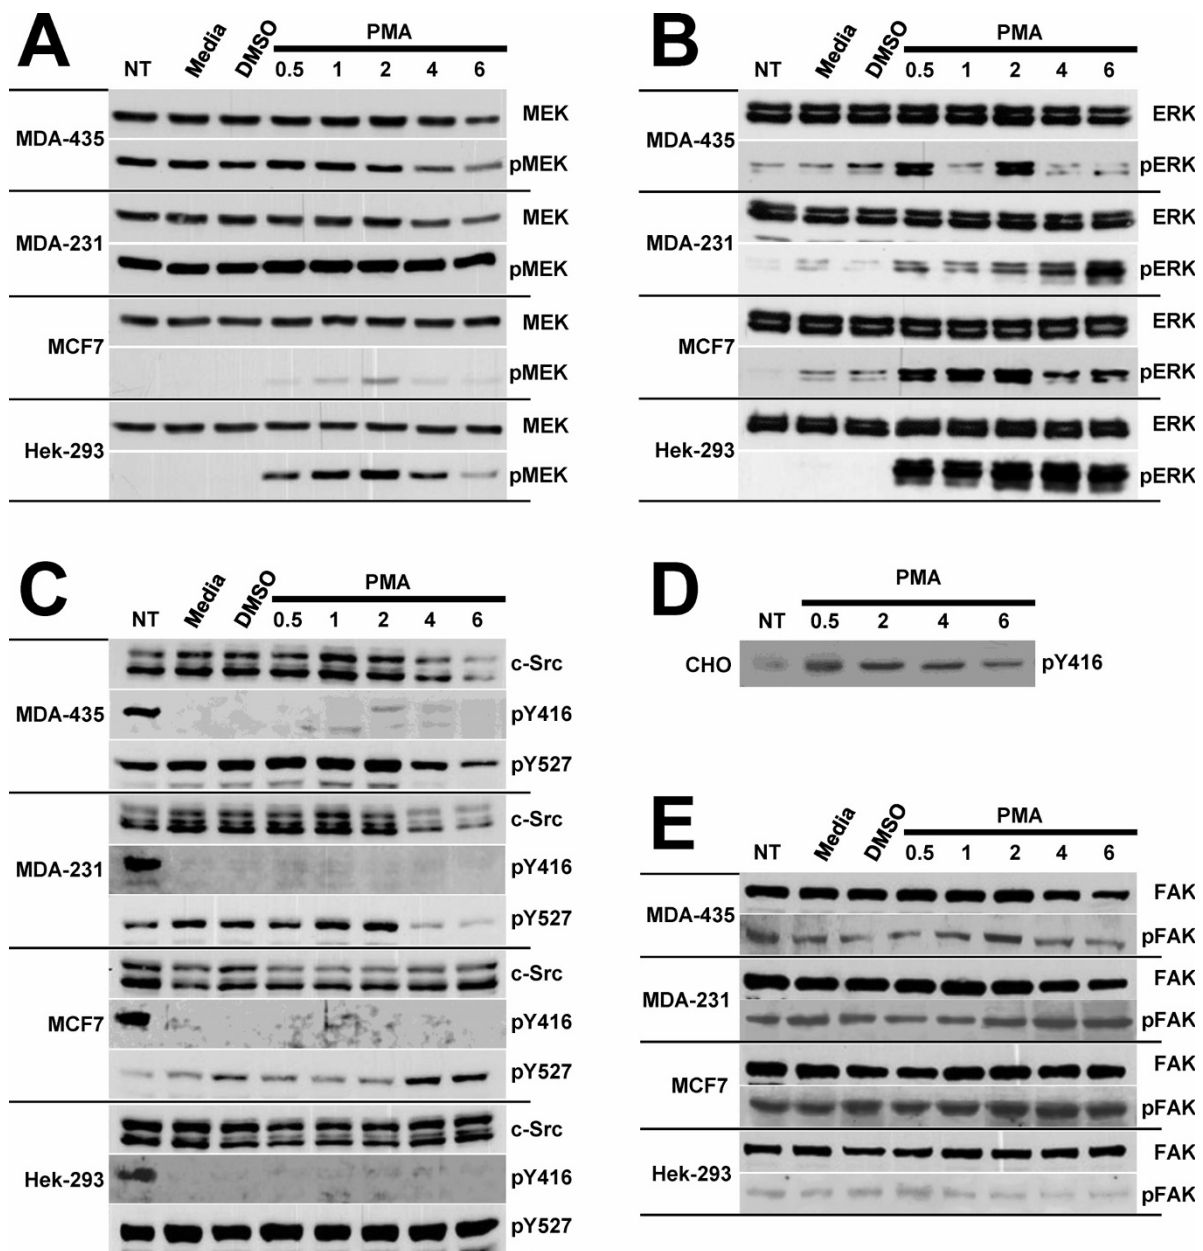 A
PMA
NT Media DMSO 0.5 1 2 4 6
MDA-435 MEK
pMEK
MDA-231 MEK
pMEK
MCF7 MEK
pMEK
Hek-293 MEK
pMEK
B
PMA
NT Media DMSO 0.5 1 2 4 6
MDA-435 ERK
pERK
MDA-231 ERK
pERK
MCF7 ERK
pERK
Hek-293 ERK
pERK
C
PMA
NT Media DMSO 0.5 1 2 4 6
c-Src
MDA-435 pY416
pY527
c-Src
MDA-231 pY416
pY527
c-Src
MCF7 pY416
pY527
c-Src
Hek-293 pY416
pY527
D
PMA
NT 0.5 2 4 6
CHO pY416
E
PMA
NT Media DMSO 0.5 1 2 4 6
MDA-435 FAK
pFAK
MDA-231 FAK
pFAK
MCF7 FAK
pFAK
Hek-293 FAK
pFAK